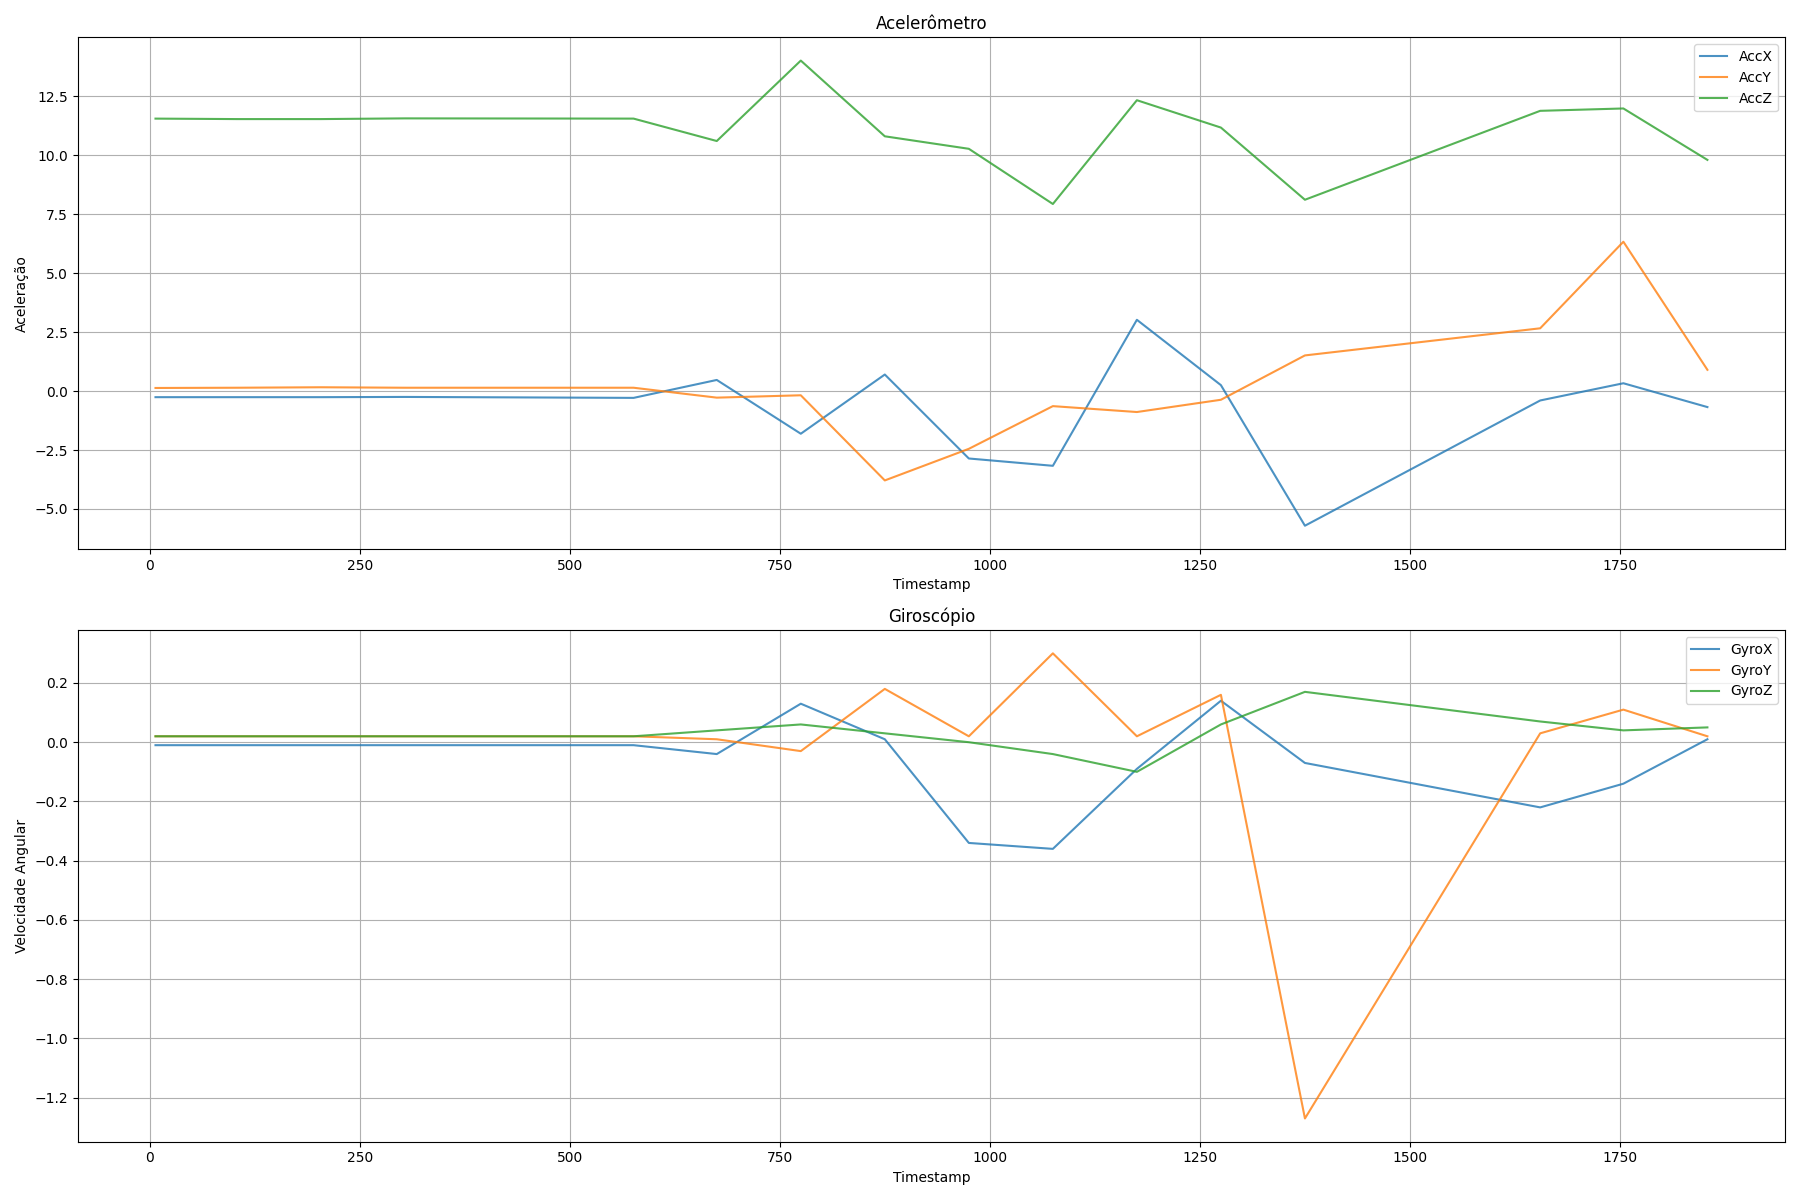 Acelerômetro
AccX
AccY
AccZ
12.5
10.0
7.5
5.0
2.5
0.0
−2.5
−5.0
Aceleração
0 250 500 750 1000 1250 1500 1750
Timestamp
Giroscópio
GyroX
GyroY
GyroZ
0.2
0.0
−0.2
−0.4
−0.6
−0.8
−1.0
−1.2
Velocidade Angular
0 250 500 750 1000 1250 1500 1750
Timestamp